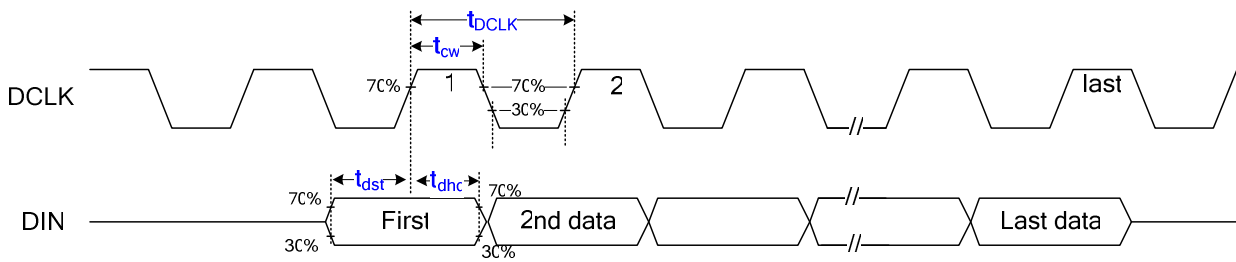 tDCLK
tcw
DCLK
70%
1
70%
2
last
30%
//
tdst
tdhd
70%
70%
DIN
First
2nd data
//
//
Last data
30%
30%